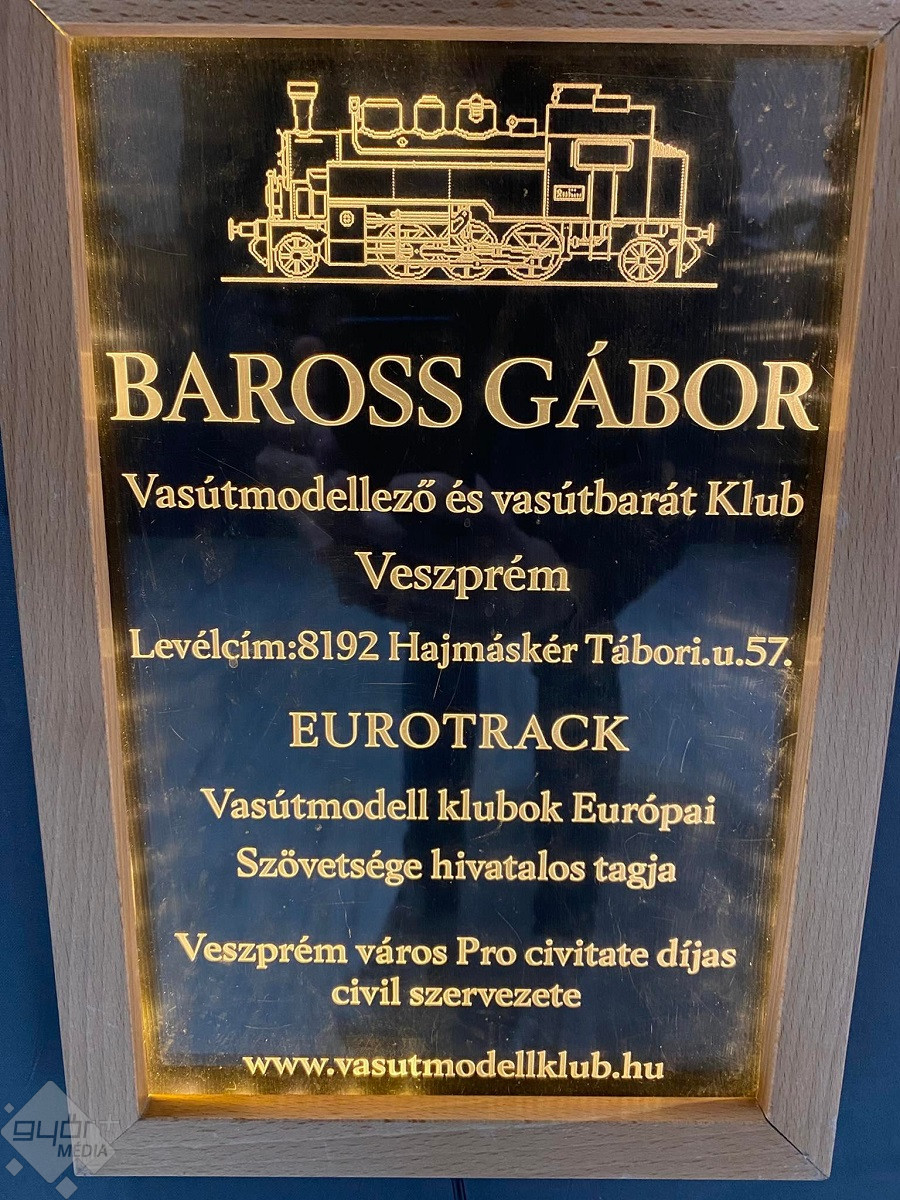 BAROSS GÁBOR
Vasútmodellező és vasútbarát Klub
Veszprém
Levélcím:8192 Hajmáskér Tábori.u.57.
EUROTRACK
Vasútmodell klubok Európai
Szövetsége hivatalos tagja
Veszprém város Pro civitate díjas
civil szervezete
www.vasutmodellklub.hu
MÉDIA